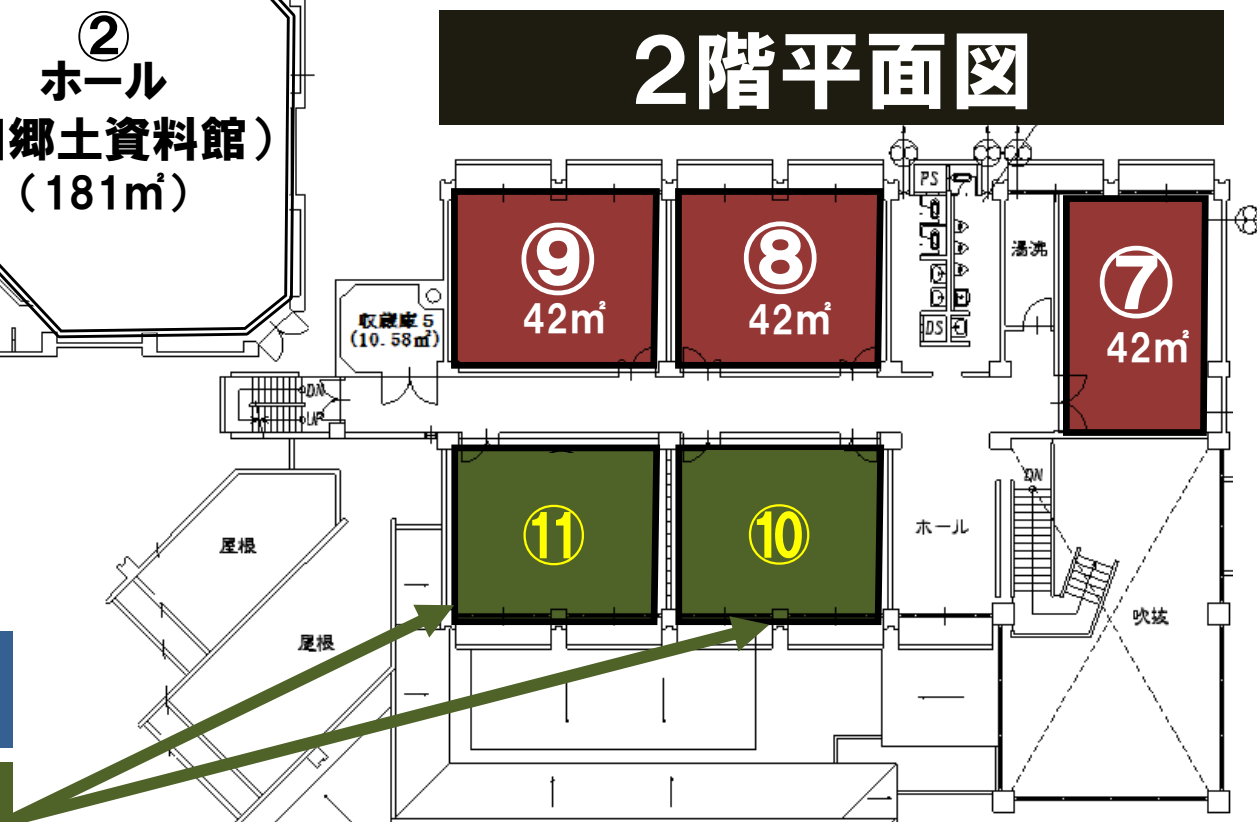 ②
ホール
郷土資料館）
（181㎡）
2階平面図
PS
⑨
42㎡
⑧
42㎡
湯沸
⑦
42㎡
収蔵庫5
(10.58㎡)
DS
DN
UP
⑪
⑩
ホール
DN
屋根
屋根
吹抜